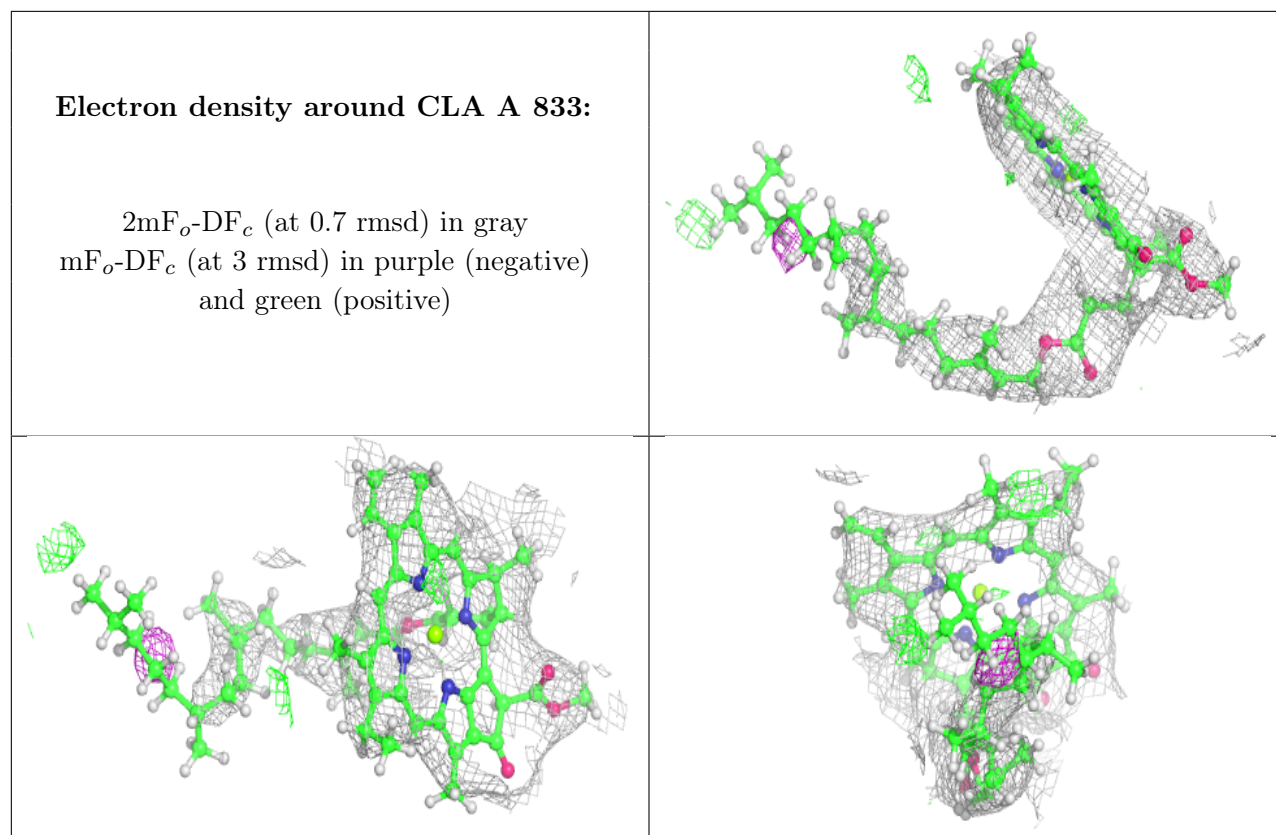 Electron density around CLA A 833:
2mFₒ-DF𝒸 (at 0.7 rmsd) in gray
mFₒ-DF𝒸 (at 3 rmsd) in purple (negative)
and green (positive)